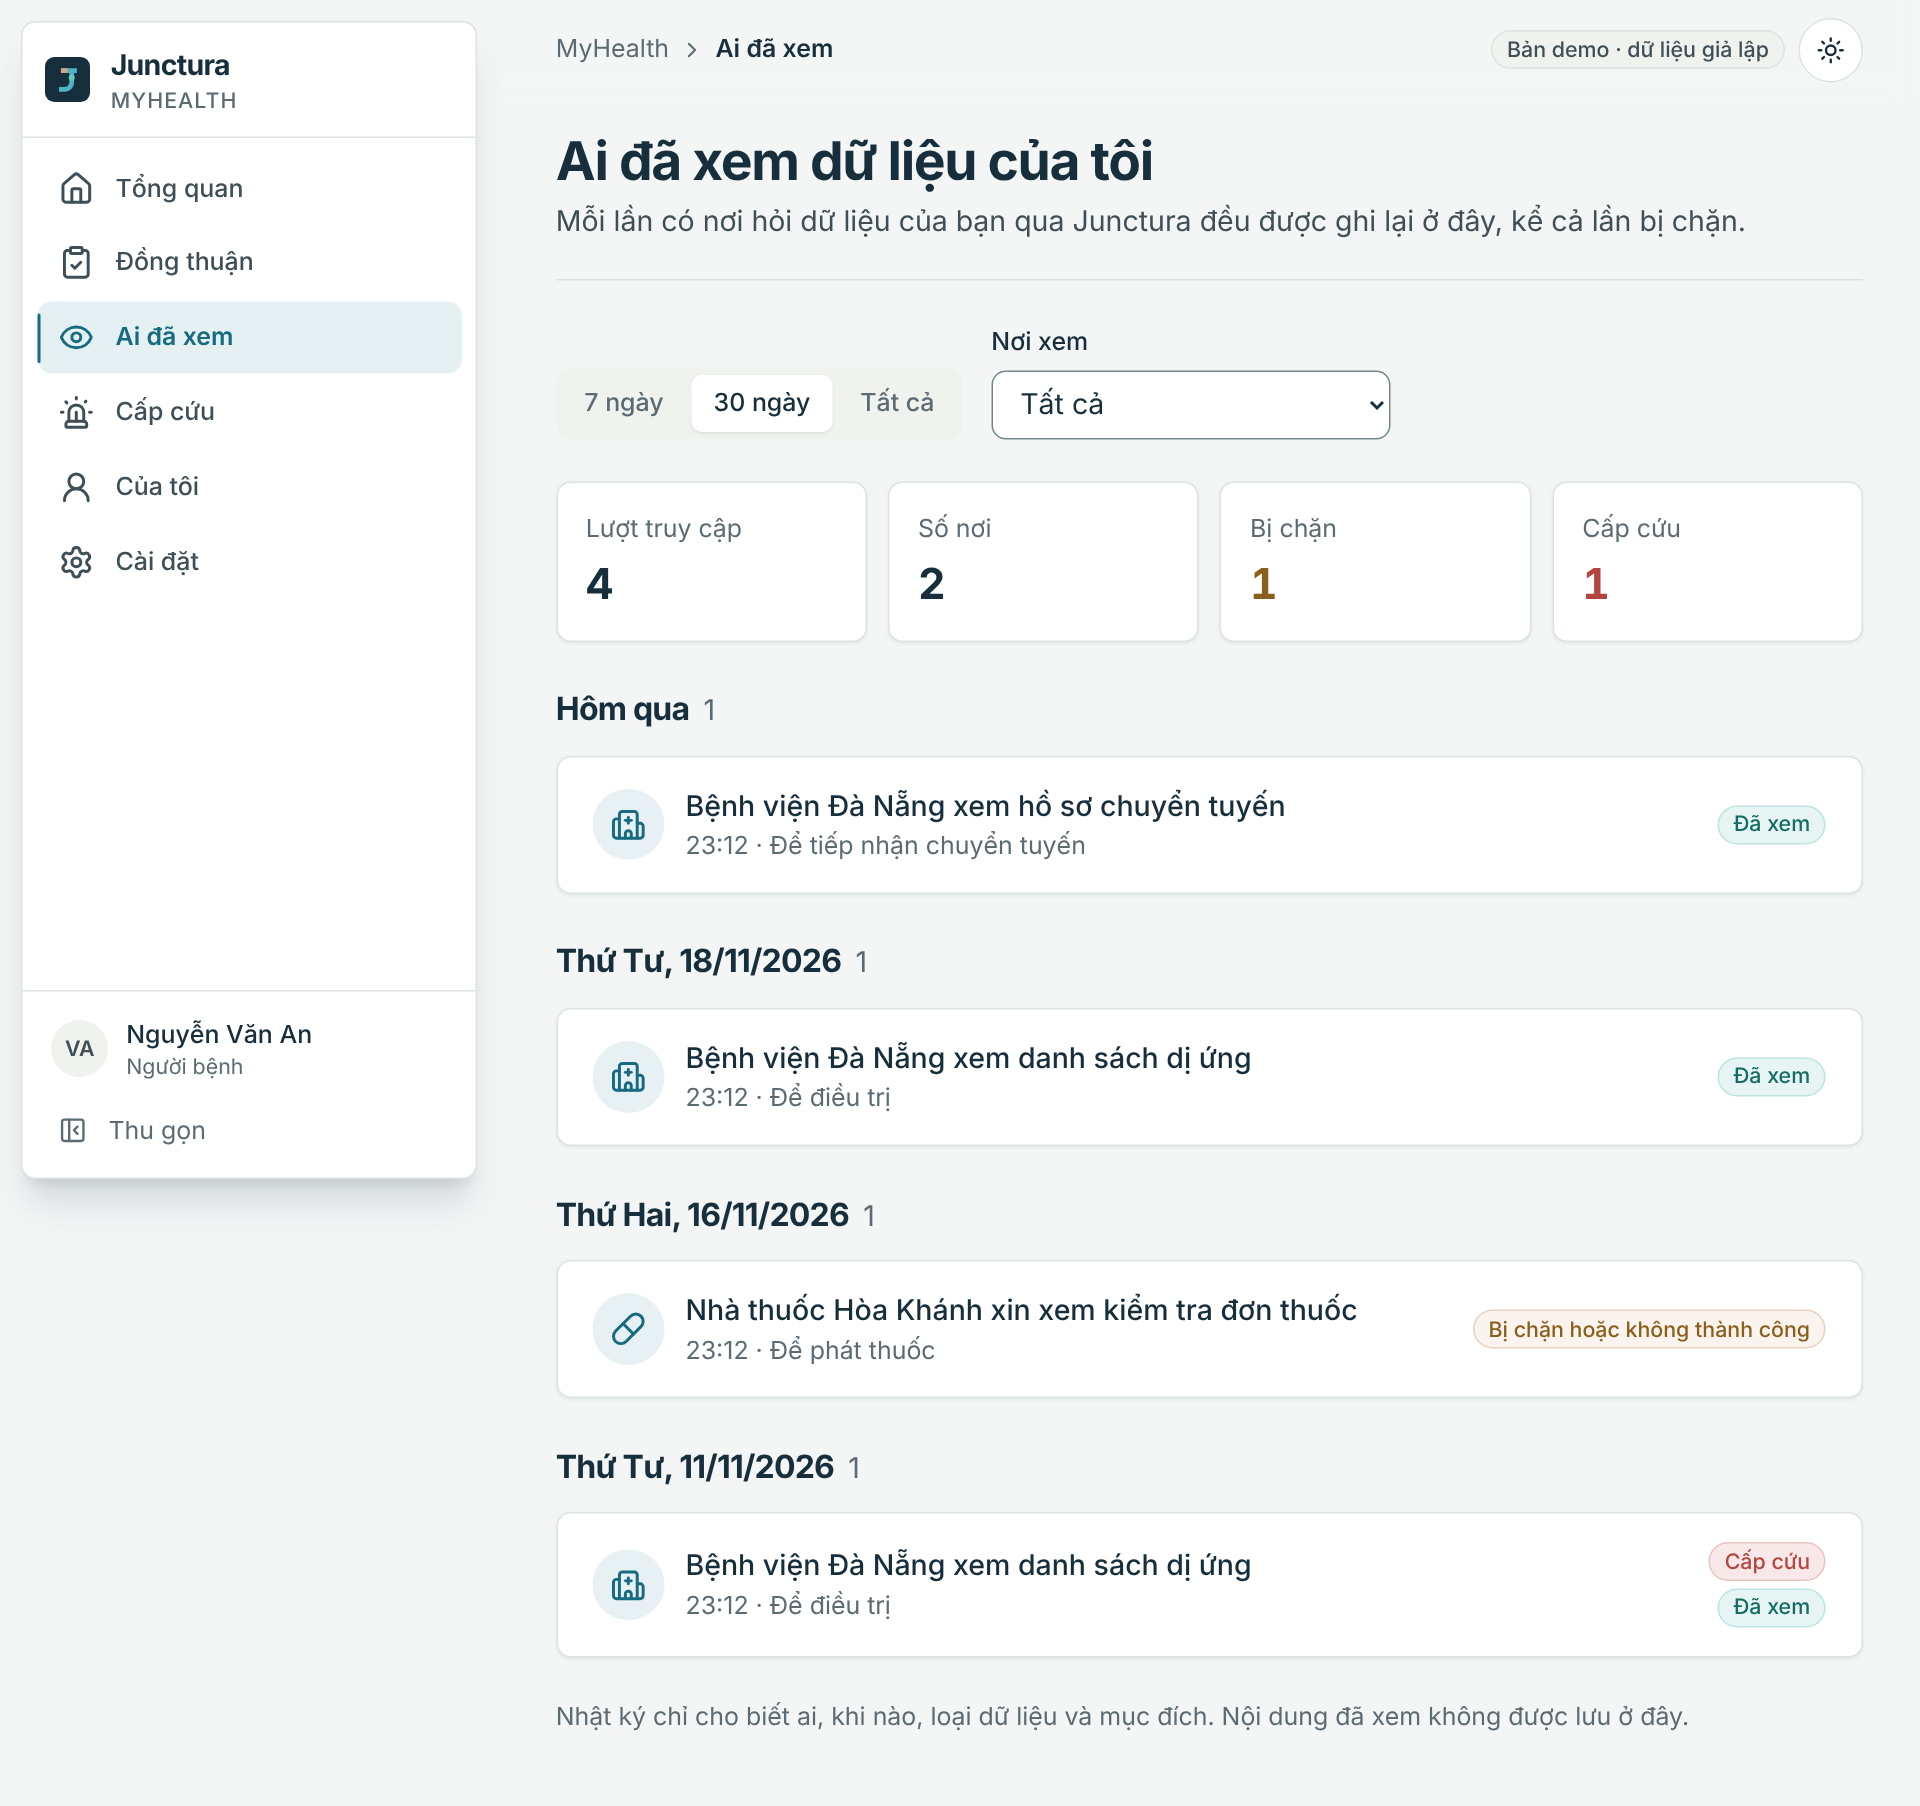 Junctura
MYHEALTH
Tổng quan
Đồng thuận
Ai đã xem
Cấp cứu
Của tôi
Cài đặt
VA
Nguyễn Văn An
Người bệnh
Thu gọn
MyHealth > Ai đã xem
Bản demo · dữ liệu giả lập
Ai đã xem dữ liệu của tôi
Mỗi lần có nơi hỏi dữ liệu của bạn qua Junctura đều được ghi lại ở đây, kể cả lần bị chặn.
7 ngày
30 ngày
Tất cả
Nơi xem
Tất cả
Lượt truy cập
4
Số nơi
2
Bị chặn
1
Cấp cứu
1
Hôm qua 1
Bệnh viện Đà Nẵng xem hồ sơ chuyển tuyến
23:12 · Để tiếp nhận chuyển tuyến
Đã xem
Thứ Tư, 18/11/2026 1
Bệnh viện Đà Nẵng xem danh sách dị ứng
23:12 · Để điều trị
Đã xem
Thứ Hai, 16/11/2026 1
Nhà thuốc Hòa Khánh xin xem kiểm tra đơn thuốc
23:12 · Để phát thuốc
Bị chặn hoặc không thành công
Thứ Tư, 11/11/2026 1
Bệnh viện Đà Nẵng xem danh sách dị ứng
23:12 · Để điều trị
Cấp cứu
Đã xem
Nhật ký chỉ cho biết ai, khi nào, loại dữ liệu và mục đích. Nội dung đã xem không được lưu ở đây.